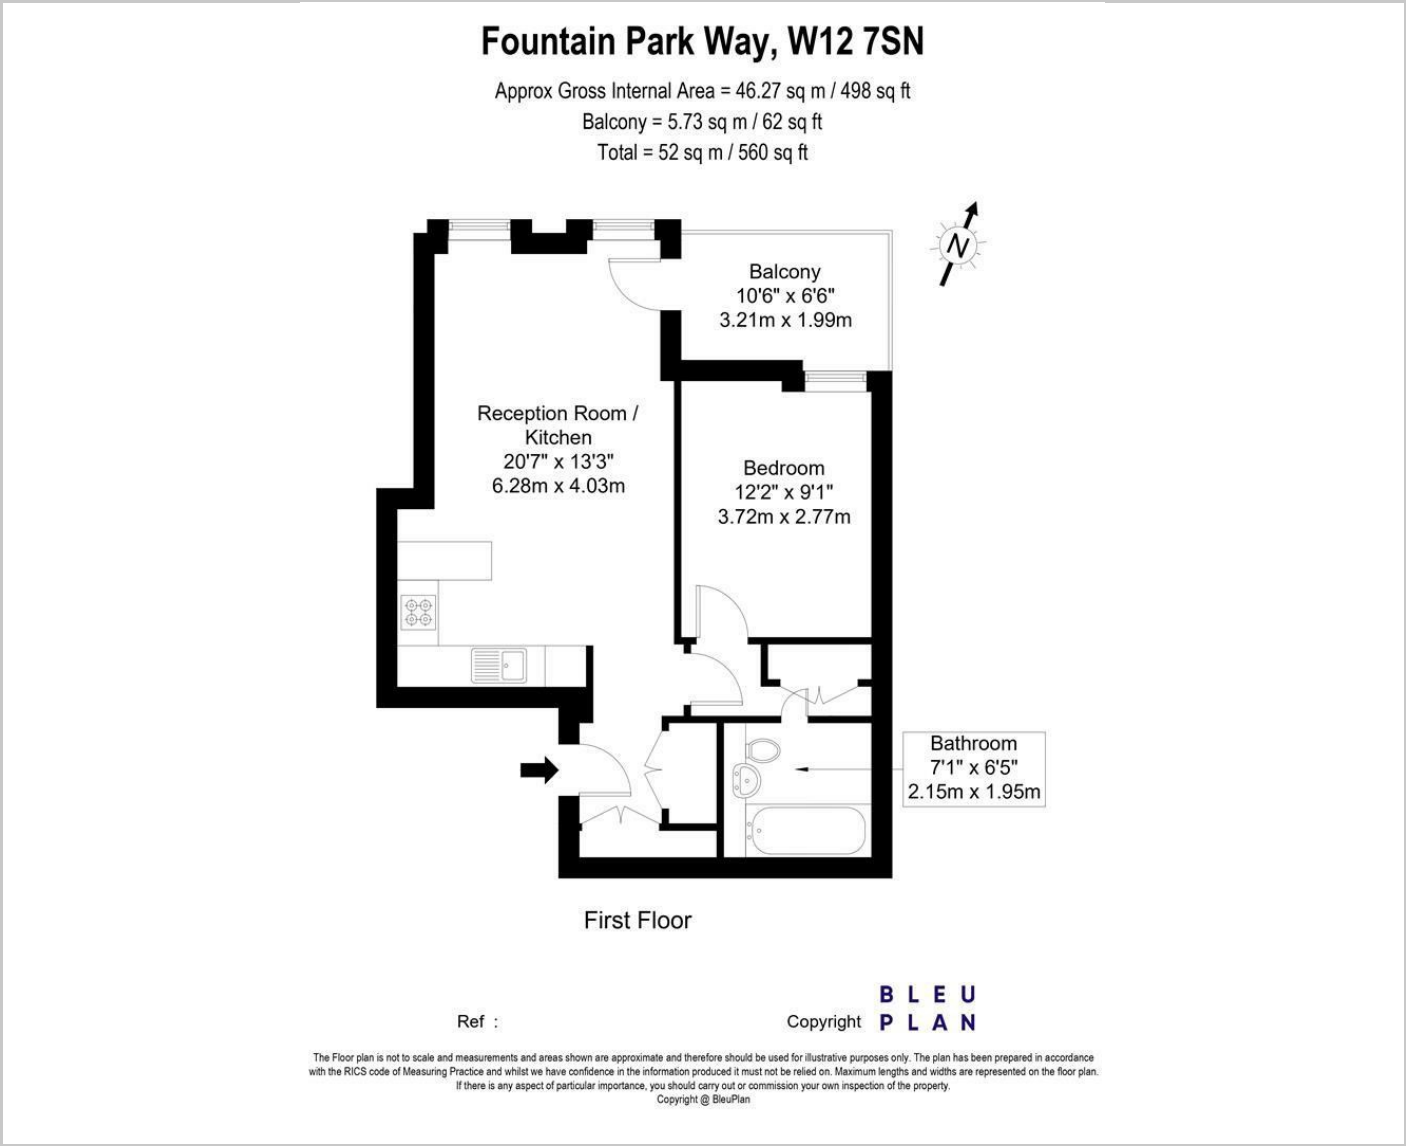 Fountain Park Way, W12 7SN
Approx Gross Internal Area = 46.27 sq m / 498 sq ft
Balcony = 5.73 sq m / 62 sq ft
Total = 52 sq m / 560 sq ft
N
Balcony
10'6" x 6'6"
3.21m x 1.99m
Reception Room /
Kitchen
20'7" x 13'3"
6.28m x 4.03m
Bedroom
12'2" x 9'1"
3.72m x 2.77m
Bathroom
7'1" x 6'5"
2.15m x 1.95m
First Floor
Ref :
Copyright
BLEU
PLAN
The Floor plan is not to scale and measurements and areas shown are approximate and therefore should be used for illustrative purposes only. The plan has been prepared in accordance
with the RICS code of Measuring Practice and whilst we have confidence in the information produced it must not be relied on. Maximum lengths and widths are represented on the floor plan.
If there is any aspect of particular importance, you should carry out or commission your own inspection of the property.
Copyright @ BleuPlan